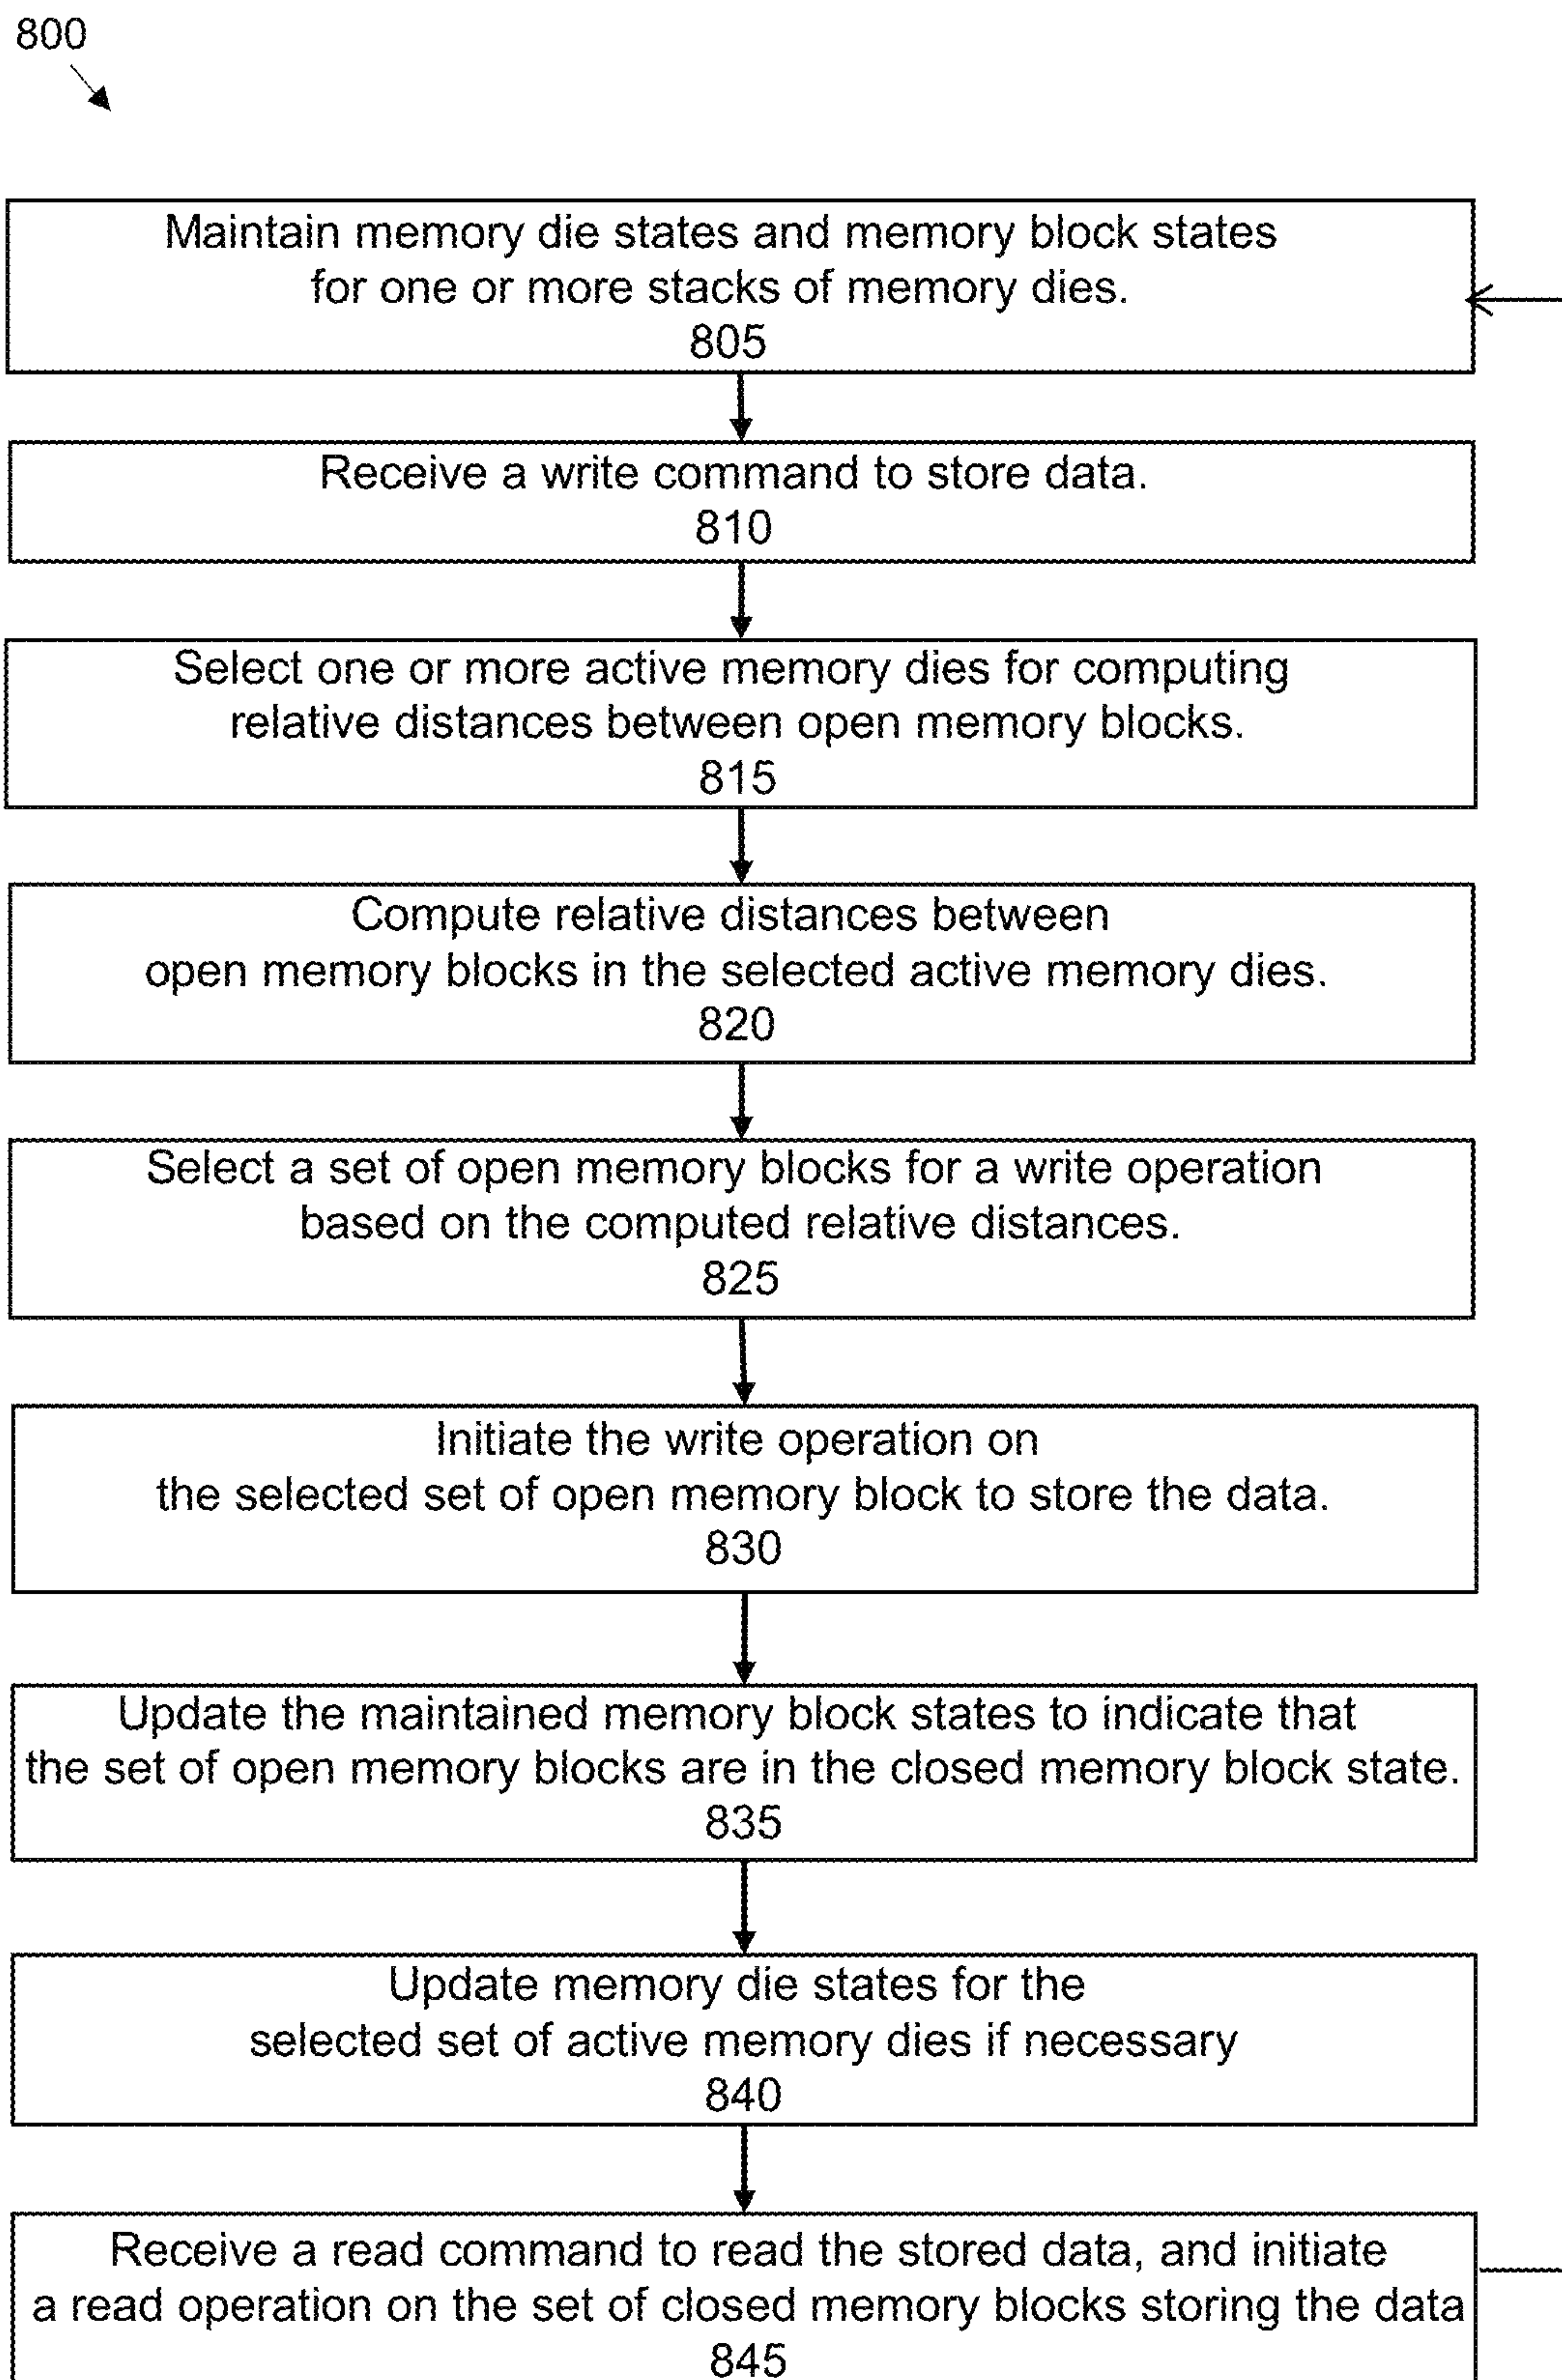 800
Maintain memory die states and memory block states
for one or more stacks of memory dies.
805
Receive a write command to store data.
810
Select one or more active memory dies for computing
relative distances between open memory blocks.
815
Compute relative distances between
open memory blocks in the selected active memory dies.
820
Select a set of open memory blocks for a write operation
based on the computed relative distances.
825
Initiate the write operation on
the selected set of open memory block to store the data.
830
Update the maintained memory block states to indicate that
the set of open memory blocks are in the closed memory block state.
835
Update memory die states for the
selected set of active memory dies if necessary
840
Receive a read command to read the stored data, and initiate
a read operation on the set of closed memory blocks storing the data
845